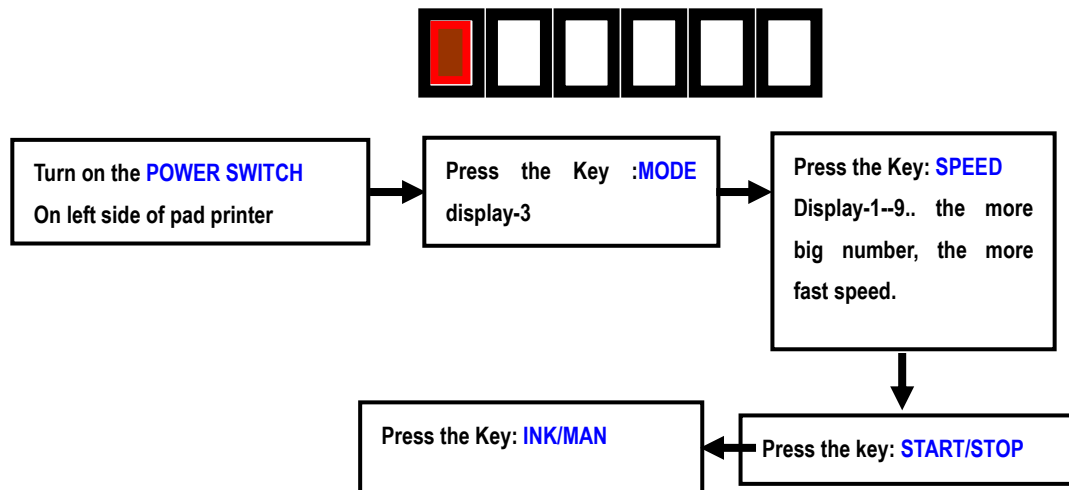 Turn on the POWER SWITCH
On left side of pad printer
Press the Key :MODE
display-3
Press the Key: SPEED
Display-1--9.. the more
big number, the more
fast speed.
Press the key: START/STOP
Press the Key: INK/MAN